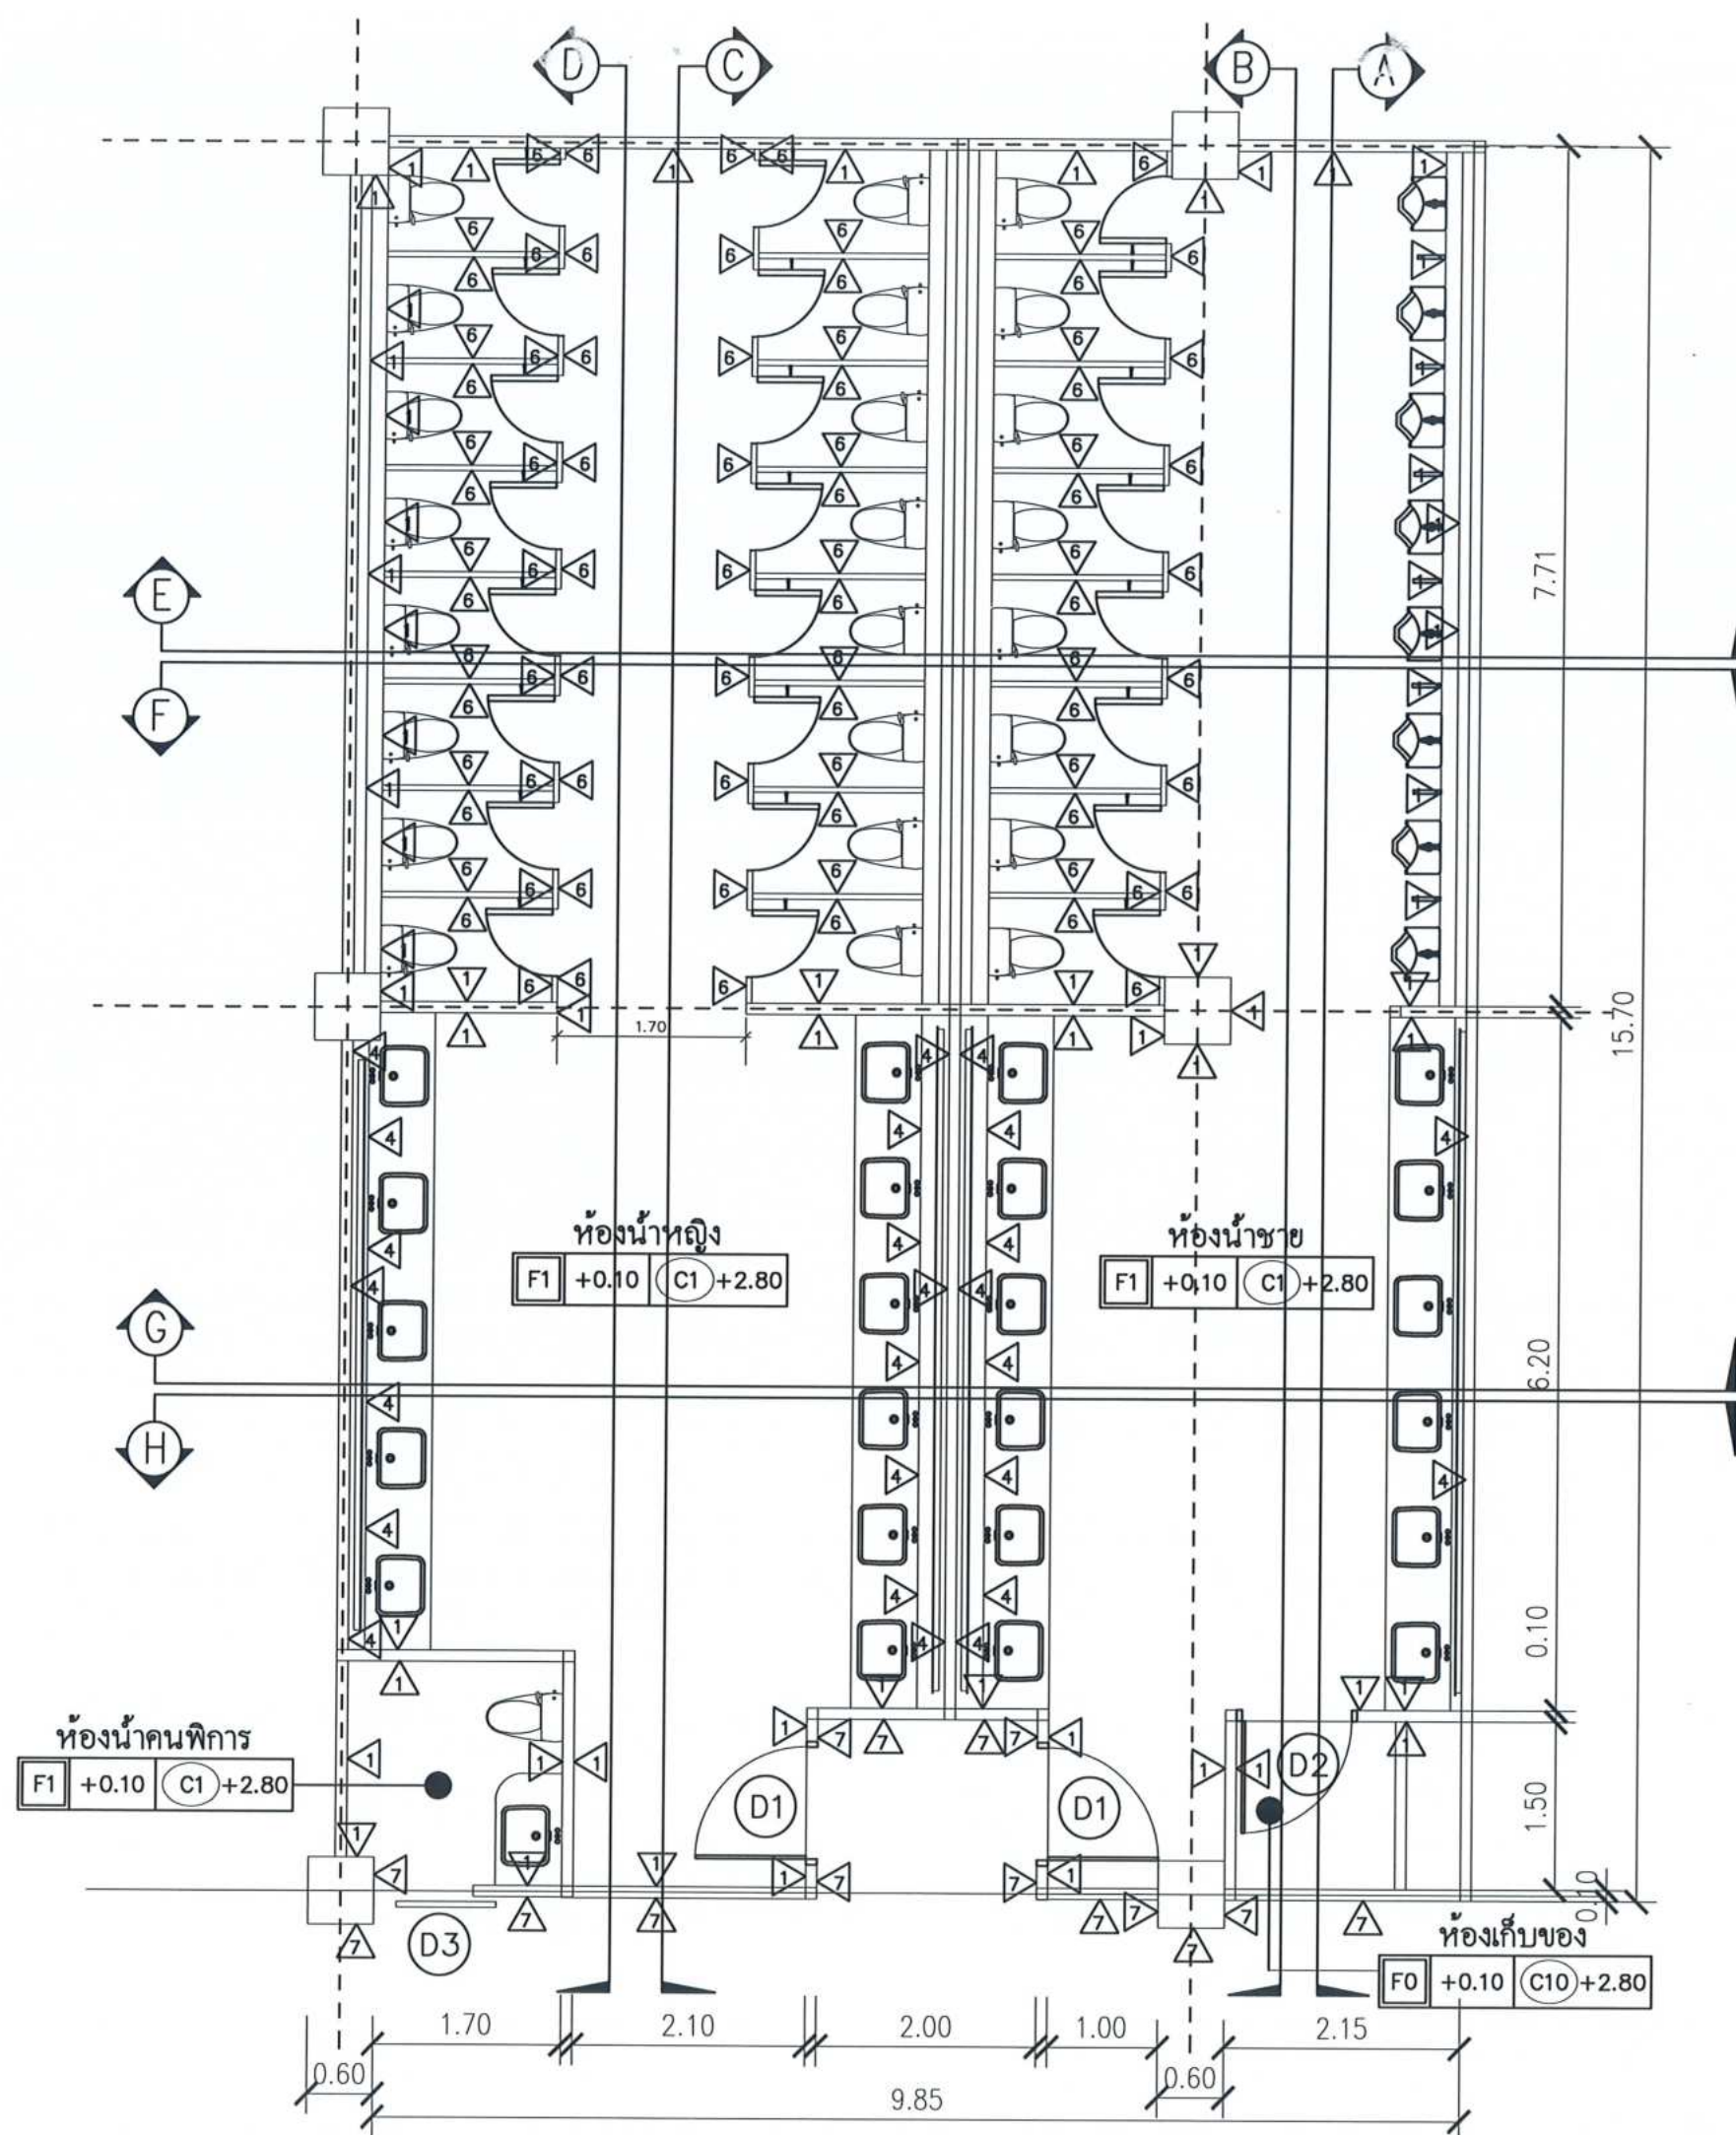 D C B A
E
F
7.71
15.70
1.70
ห้องน้ำหญิง
F1 +0.10 C1 +2.80
ห้องน้ำชาย
F1 +0.10 C1 +2.80
G
H
6.20
0.10
ห้องน้ำคนพิการ
F1 +0.10 C1 +2.80
D1
D1
D2
1.50
0.10
D3
ห้องเก็บของ
F0 +0.10 C10 +2.80
1.70 2.10 2.00 1.00 2.15
0.60 0.60
9.85